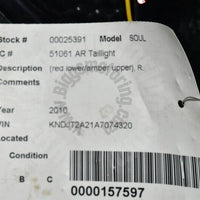 Stock # 00025391 Model SOUL
C # 51061 AR Taillight
Description (red lower/amber upper), R.
Comments
Year 2010
VIN KNDJT2A21A7074320
Located
Condition
B C
0000157597